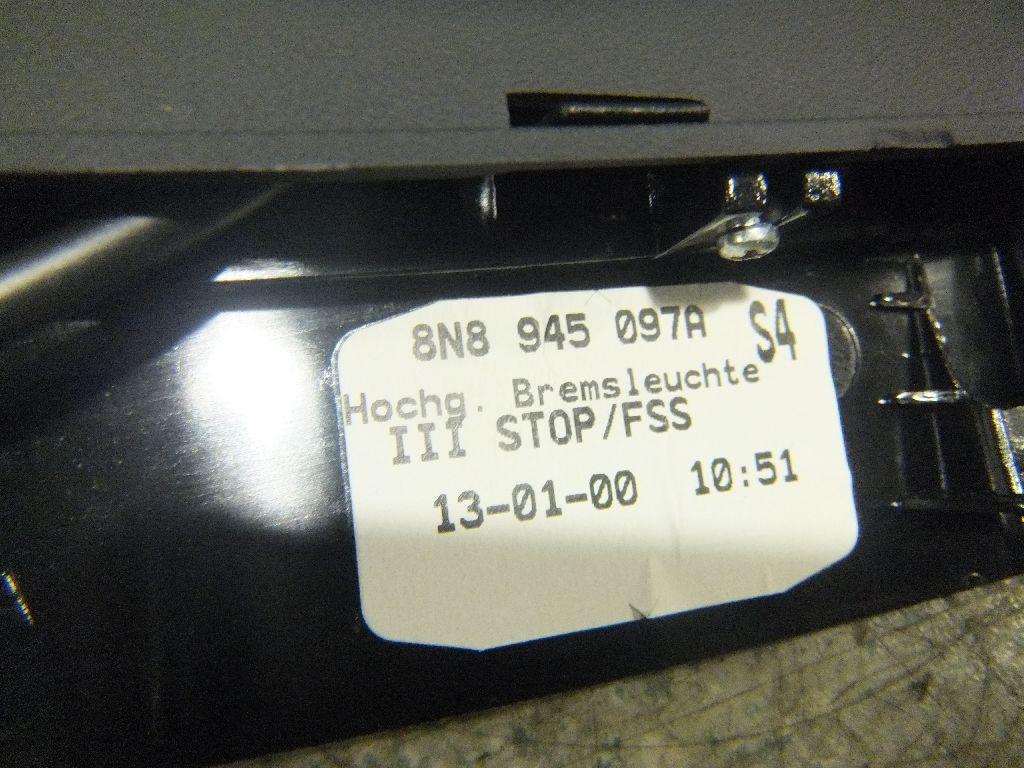 8N8 945 097A S4
Hochg. Bremsleuchte
III STOP/FSS
13-01-00 10:51